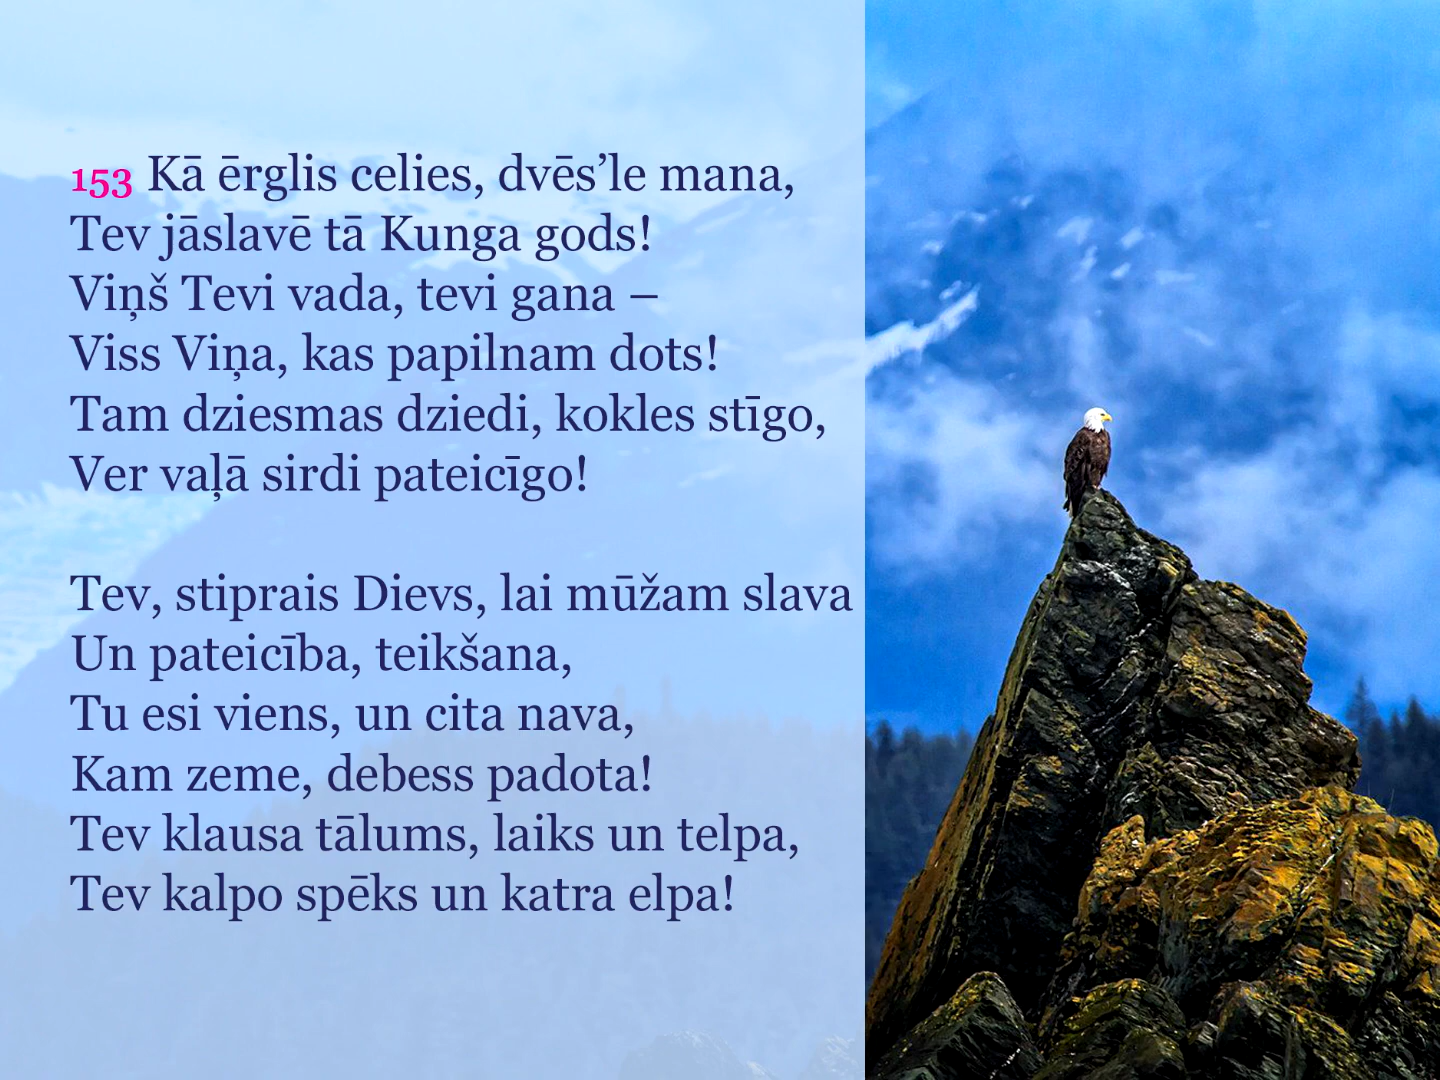 153 Kā ērglis celies, dvēs’le mana,
Tev jāslavē tā Kunga gods!
Viņš Tevi vada, tevi gana –
Viss Viņa, kas papilnam dots!
Tam dziesmas dziedi, kokles stīgo,
Ver vaļā sirdi pateicīgo!
Tev, stiprais Dievs, lai mūžam slava
Un pateicība, teikšana,
Tu esi viens, un cita nava,
Kam zeme, debess padota!
Tev klausa tālums, laiks un telpa,
Tev kalpo spēks un katra elpa!